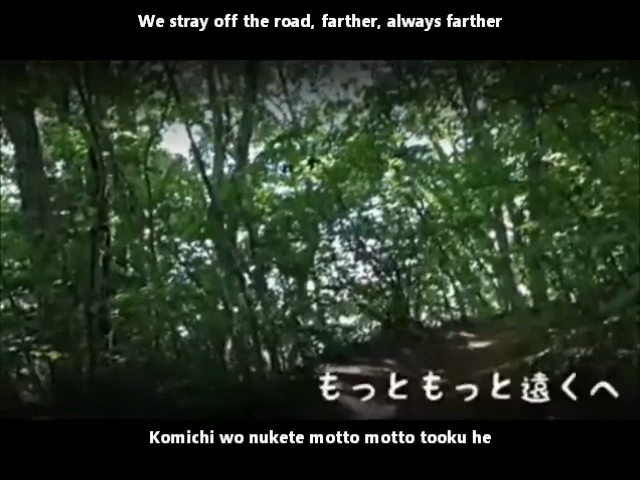 We stray off the road, farther, always farther
もっともっと遠くへ
Komichi wo nukete motto motto tooku he